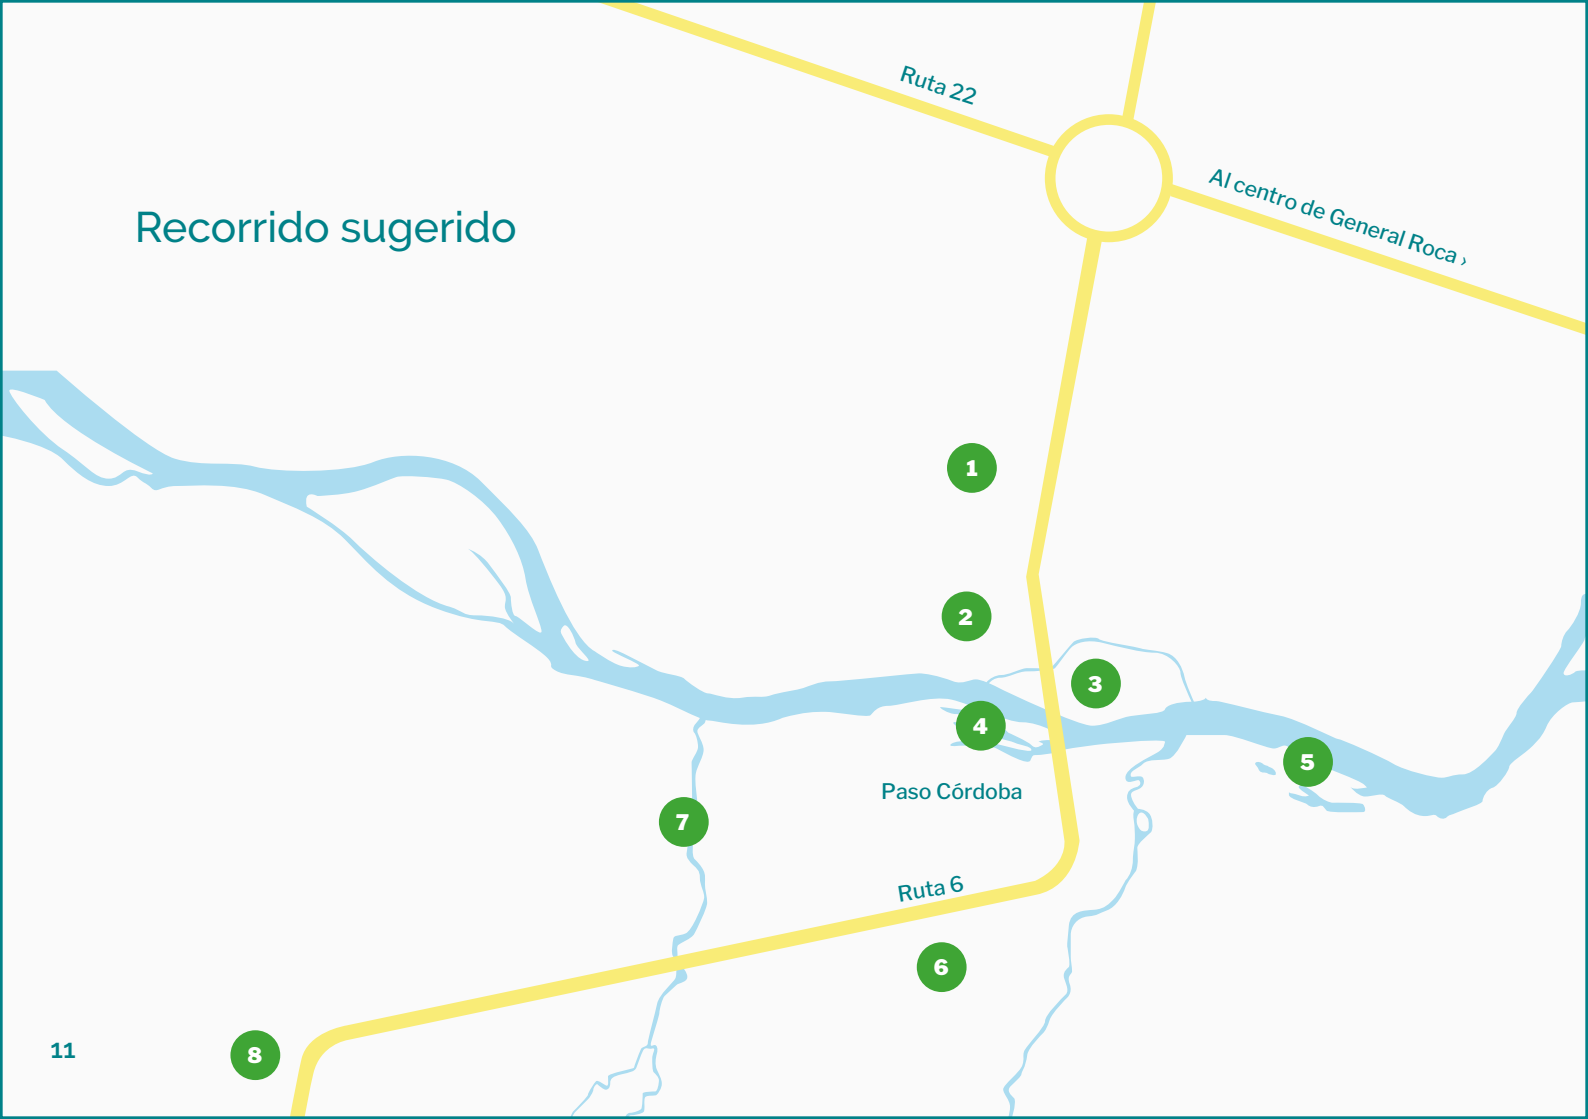 Ruta 22
Al centro de General Roca ›
Recorrido sugerido
1
2
3
4
5
Paso Córdoba
7
Ruta 6
6
8
11